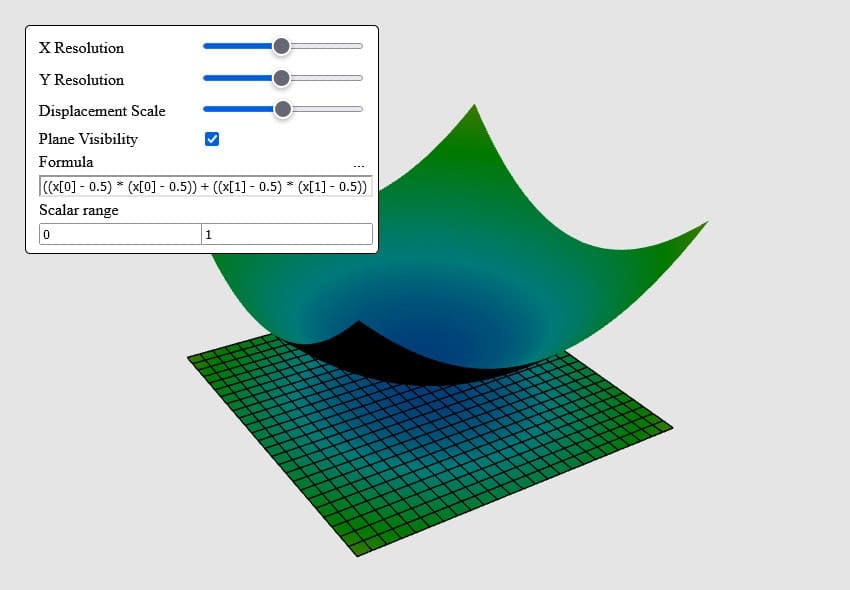 X Resolution
Y Resolution
Displacement Scale
Plane Visibility
Formula ...
((x[0] - 0.5) * (x[0] - 0.5)) + ((x[1] - 0.5) * (x[1] - 0.5))
Scalar range
0 1